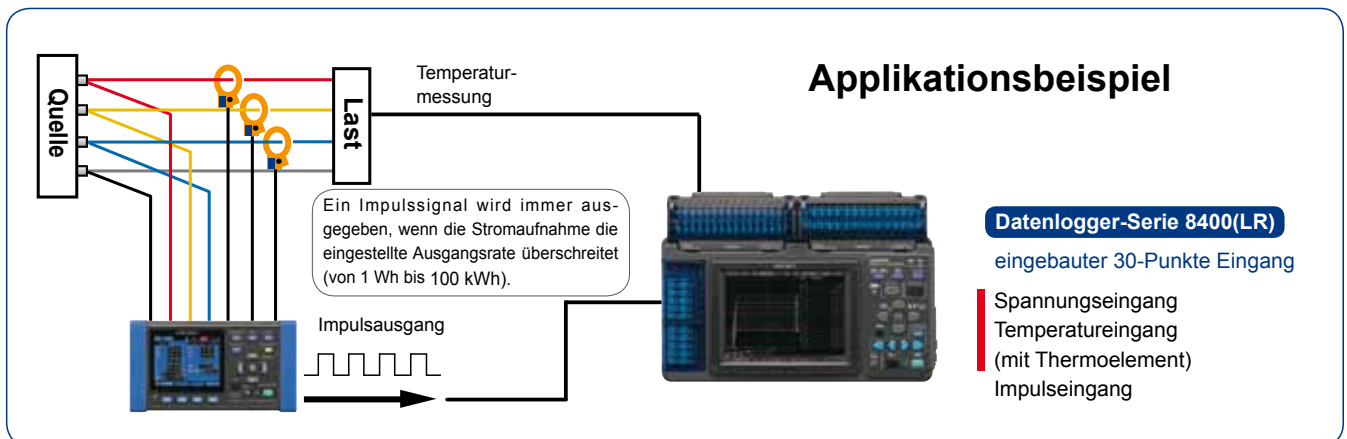 Applikationsbeispiel
Quelle
Last
Temperatur-
messung
Ein Impulssignal wird immer aus-
gegeben, wenn die Stromaufnahme die
eingestellte Ausgangsrate überschreitet
(von 1 Wh bis 100 kWh).
Impulsausgang
Datenlogger-Serie 8400(LR)
eingebauter 30-Punkte Eingang
Spannungseingang
Temperatureingang
(mit Thermoelement)
Impulseingang